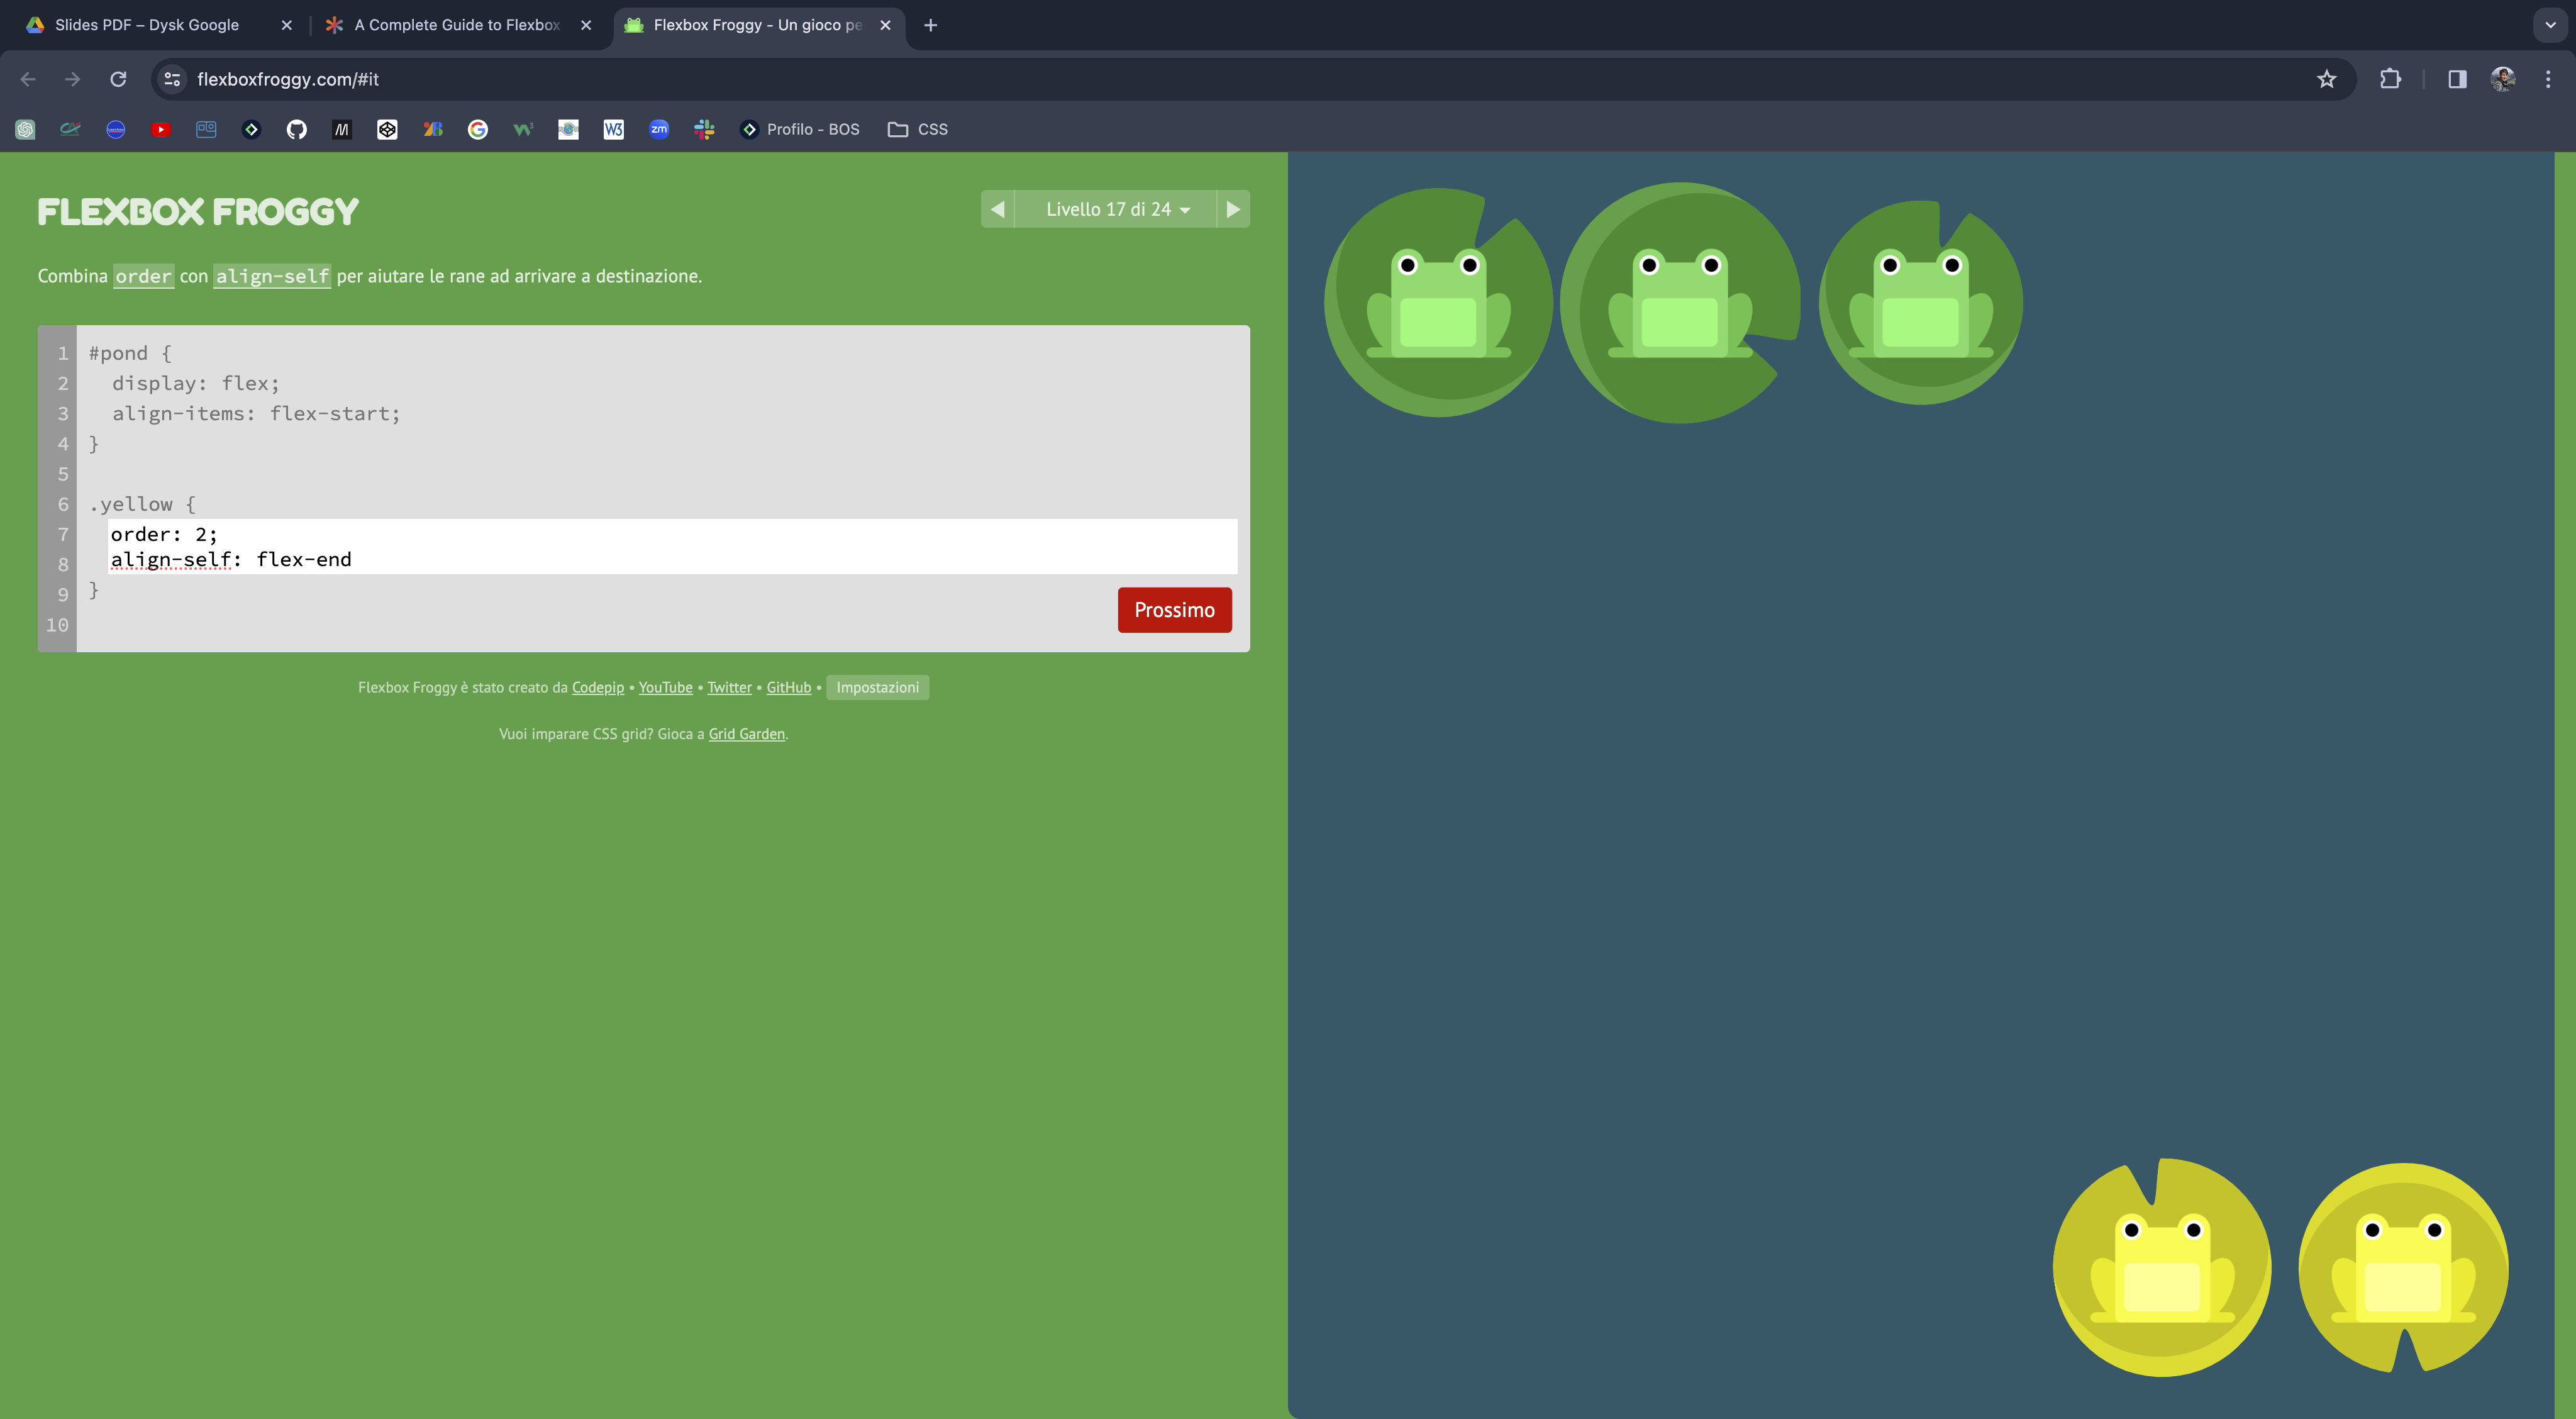 Slides PDF – Dysk Google
A Complete Guide to Flexbox
Flexbox Froggy - Un gioco pe
flexboxfroggy.com/#it
W3
zm
Profilo - BOS
CSS
FLEXBOX FROGGY
Livello 17 di 24
Combina order con align-self per aiutare le rane ad arrivare a destinazione.
1 #pond {
2 display: flex;
3 align-items: flex-start;
4 }
5
6 .yellow {
7 order: 2;
8 align-self: flex-end
9 }
10
Prossimo
Flexbox Froggy è stato creato da Codepip • YouTube • Twitter • GitHub • Impostazioni
Vuoi imparare CSS grid? Gioca a Grid Garden.